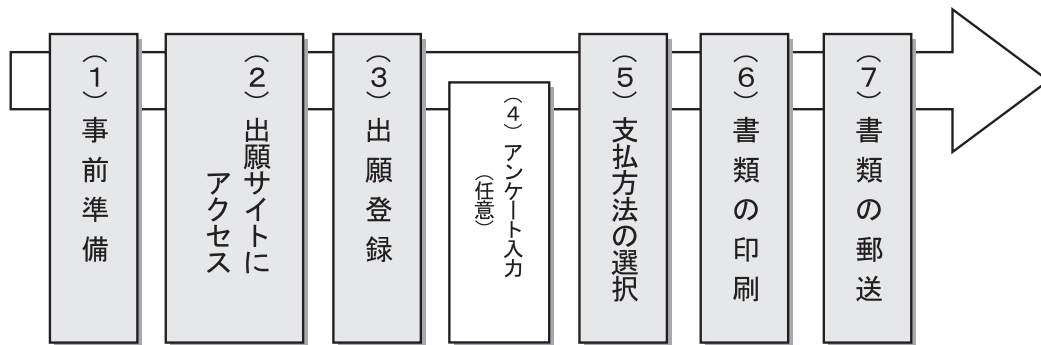 （1）事前準備
（2）出願サイトに
アクセス
（3）出願登録
（4）アンケート入力
（任意）
（5）支払方法の選択
（6）書類の印刷
（7）書類の郵送